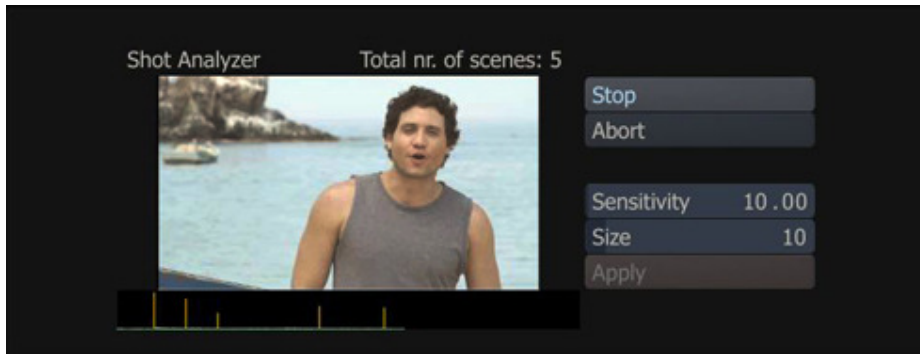 Shot Analyzer Total nr. of scenes: 5
Stop
Abort
Sensitivity 10.00
Size 10
Apply